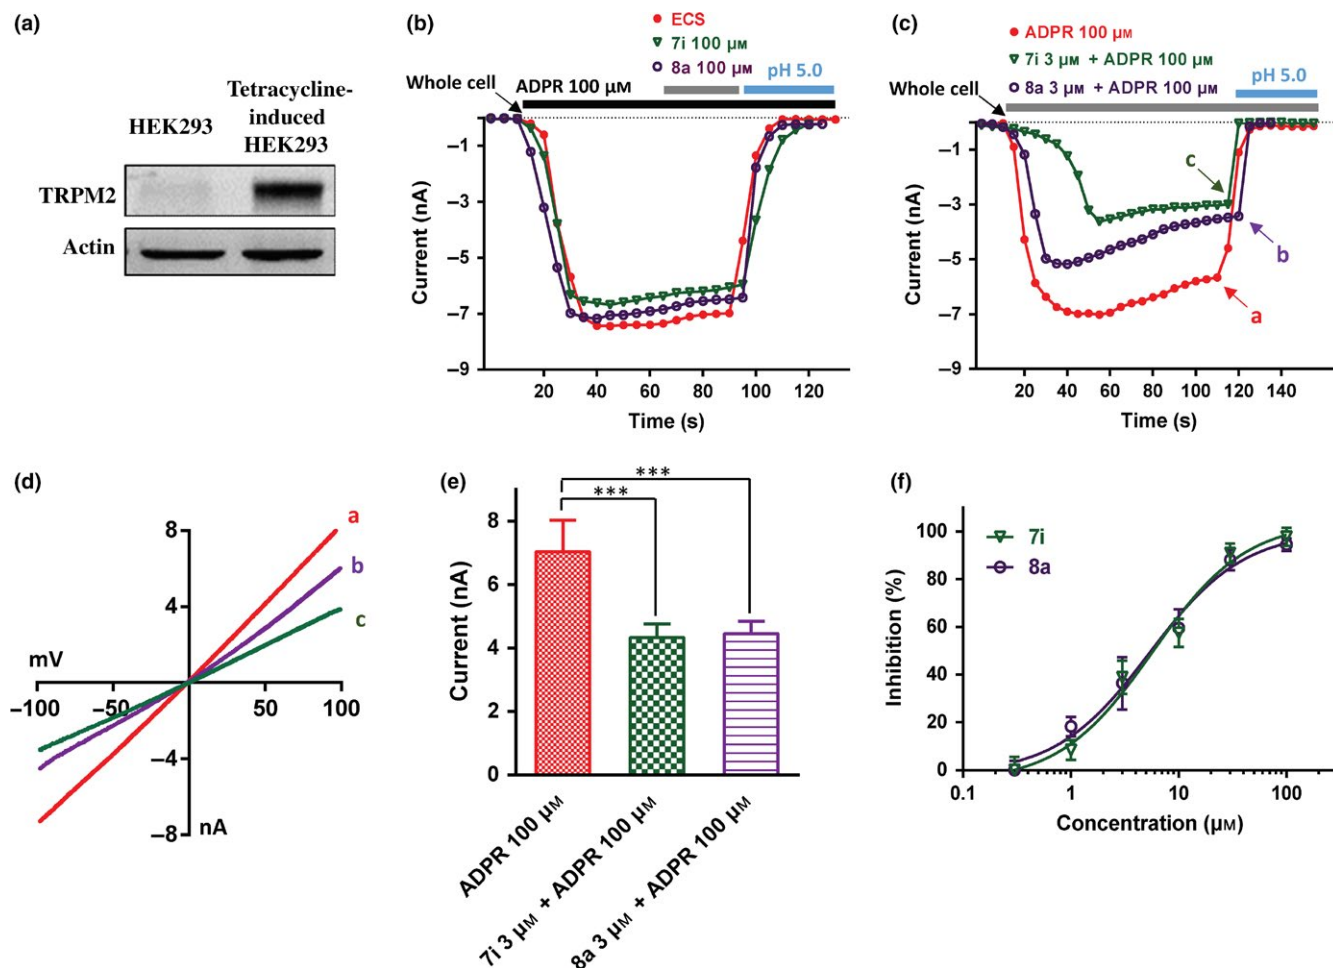 (a)
HEK293
Tetracycline-
induced
HEK293
TRPM2
Actin
(b)
ECS
7i 100 μM
8a 100 μM
Whole cell
ADPR 100 μM
pH 5.0
Current (nA)
–1
–3
–5
–7
–9
20 40 60 80 100 120
Time (s)
(c)
ADPR 100 μM
7i 3 μM + ADPR 100 μM
8a 3 μM + ADPR 100 μM
Whole cell
pH 5.0
Current (nA)
–1
–3
–5
–7
–9
c
b
a
20 40 60 80 100 120 140
Time (s)
(d)
8
a
b
4
c
mV
–100 –50 50 100
–4
–8
nA
(e)
***
***
Current (nA)
8
6
4
2
0
ADPR 100 μM
7i 3 μM + ADPR 100 μM
8a 3 μM + ADPR 100 μM
(f)
7i
8a
Inhibition (%)
100
80
60
40
20
0
0.1 1 10 100
Concentration (μM)